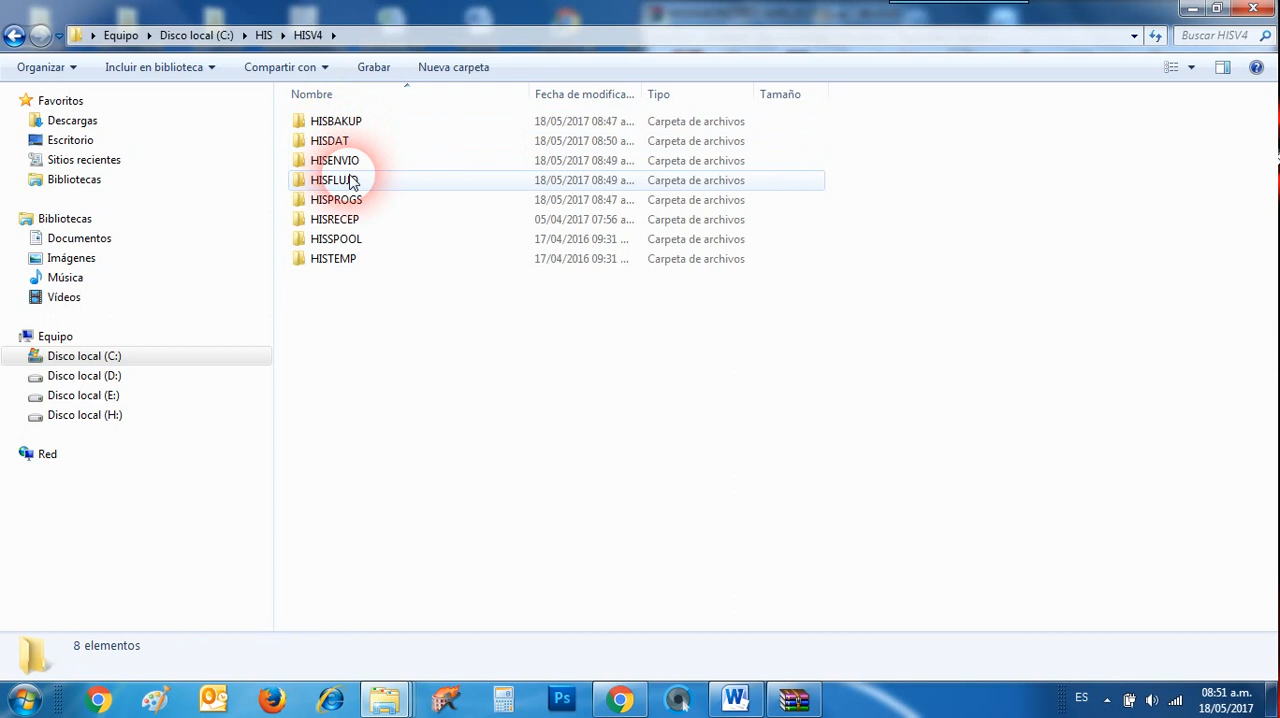 Equipo Disco local (C:) HIS HISV4 Buscar HISV4
Organizar Incluir en biblioteca Compartir con Grabar Nueva carpeta
Nombre Fecha de modifica... Tipo Tamaño
Favoritos
Descargas
Escritorio
Sitios recientes
Bibliotecas
Bibliotecas
Documentos
Imágenes
Música
Vídeos
Equipo
Disco local (C:)
Disco local (D:)
Disco local (E:)
Disco local (H:)
Red
HISBAKUP 18/05/2017 08:47 a... Carpeta de archivos
HISDAT 18/05/2017 08:50 a... Carpeta de archivos
HISENVIO 18/05/2017 08:49 a... Carpeta de archivos
18/05/2017 08:49 a... Carpeta de archivos
HISPROGS 18/05/2017 08:47 a... Carpeta de archivos
HISRECEP 05/04/2017 07:56 a... Carpeta de archivos
HISSPOOL 17/04/2016 09:31 ... Carpeta de archivos
HISTEMP 17/04/2016 09:31 ... Carpeta de archivos
8 elementos
Ps
W
ES
08:51 a.m.
18/05/2017